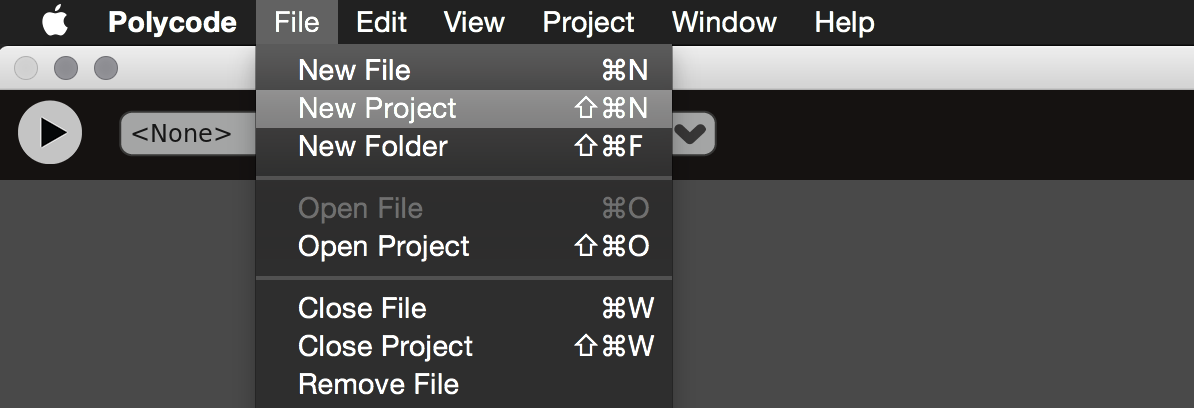 Polycode File Edit View Project Window Help
New File ⌘N
<None>
New Project ⇧⌘N
New Folder ⇧⌘F
Open File ⌘O
Open Project ⇧⌘O
Close File ⌘W
Close Project ⇧⌘W
Remove File